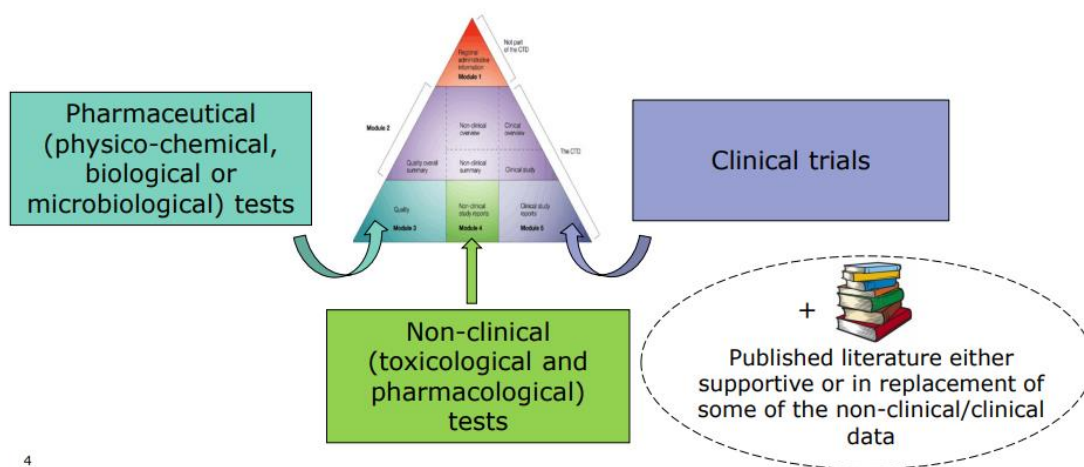 Regional
administrative
information
Module 1
Not part
of the CTD
Pharmaceutical
(physico-chemical,
biological or
microbiological) tests
Module 2
Non-clinical
overview
Clinical
overview
The CTD
Quality overall
summary
Non-clinical
summary
Clinical study
Quality
Module 3
Non-clinical
study reports
Module 4
Clinical study
reports
Module 5
Clinical trials
Non-clinical
(toxicological and
pharmacological)
tests
+
Published literature either
supportive or in replacement of
some of the non-clinical/clinical
data
4